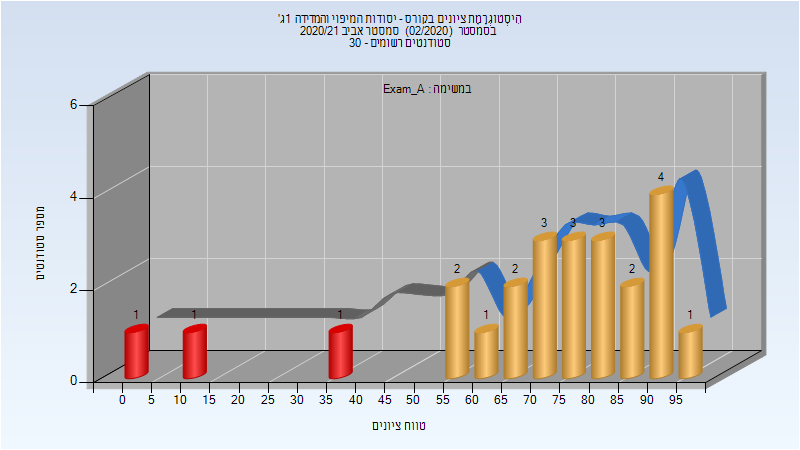 הִיסְטוֹגְרָמַת ציונים בקורס - יסודות המיפוי והמדידה 1ג'
בסמסטר (02/2020) סמסטר אביב 2020/21
סטודנטים רשומים - 30
במשימה : Exam_A
מספר סטודנטים
6
4
2
0
1 1 1 2 1 2 3 3 3 2 4 1
0 5 10 15 20 25 30 35 40 45 50 55 60 65 70 75 80 85 90 95
טווח ציונים